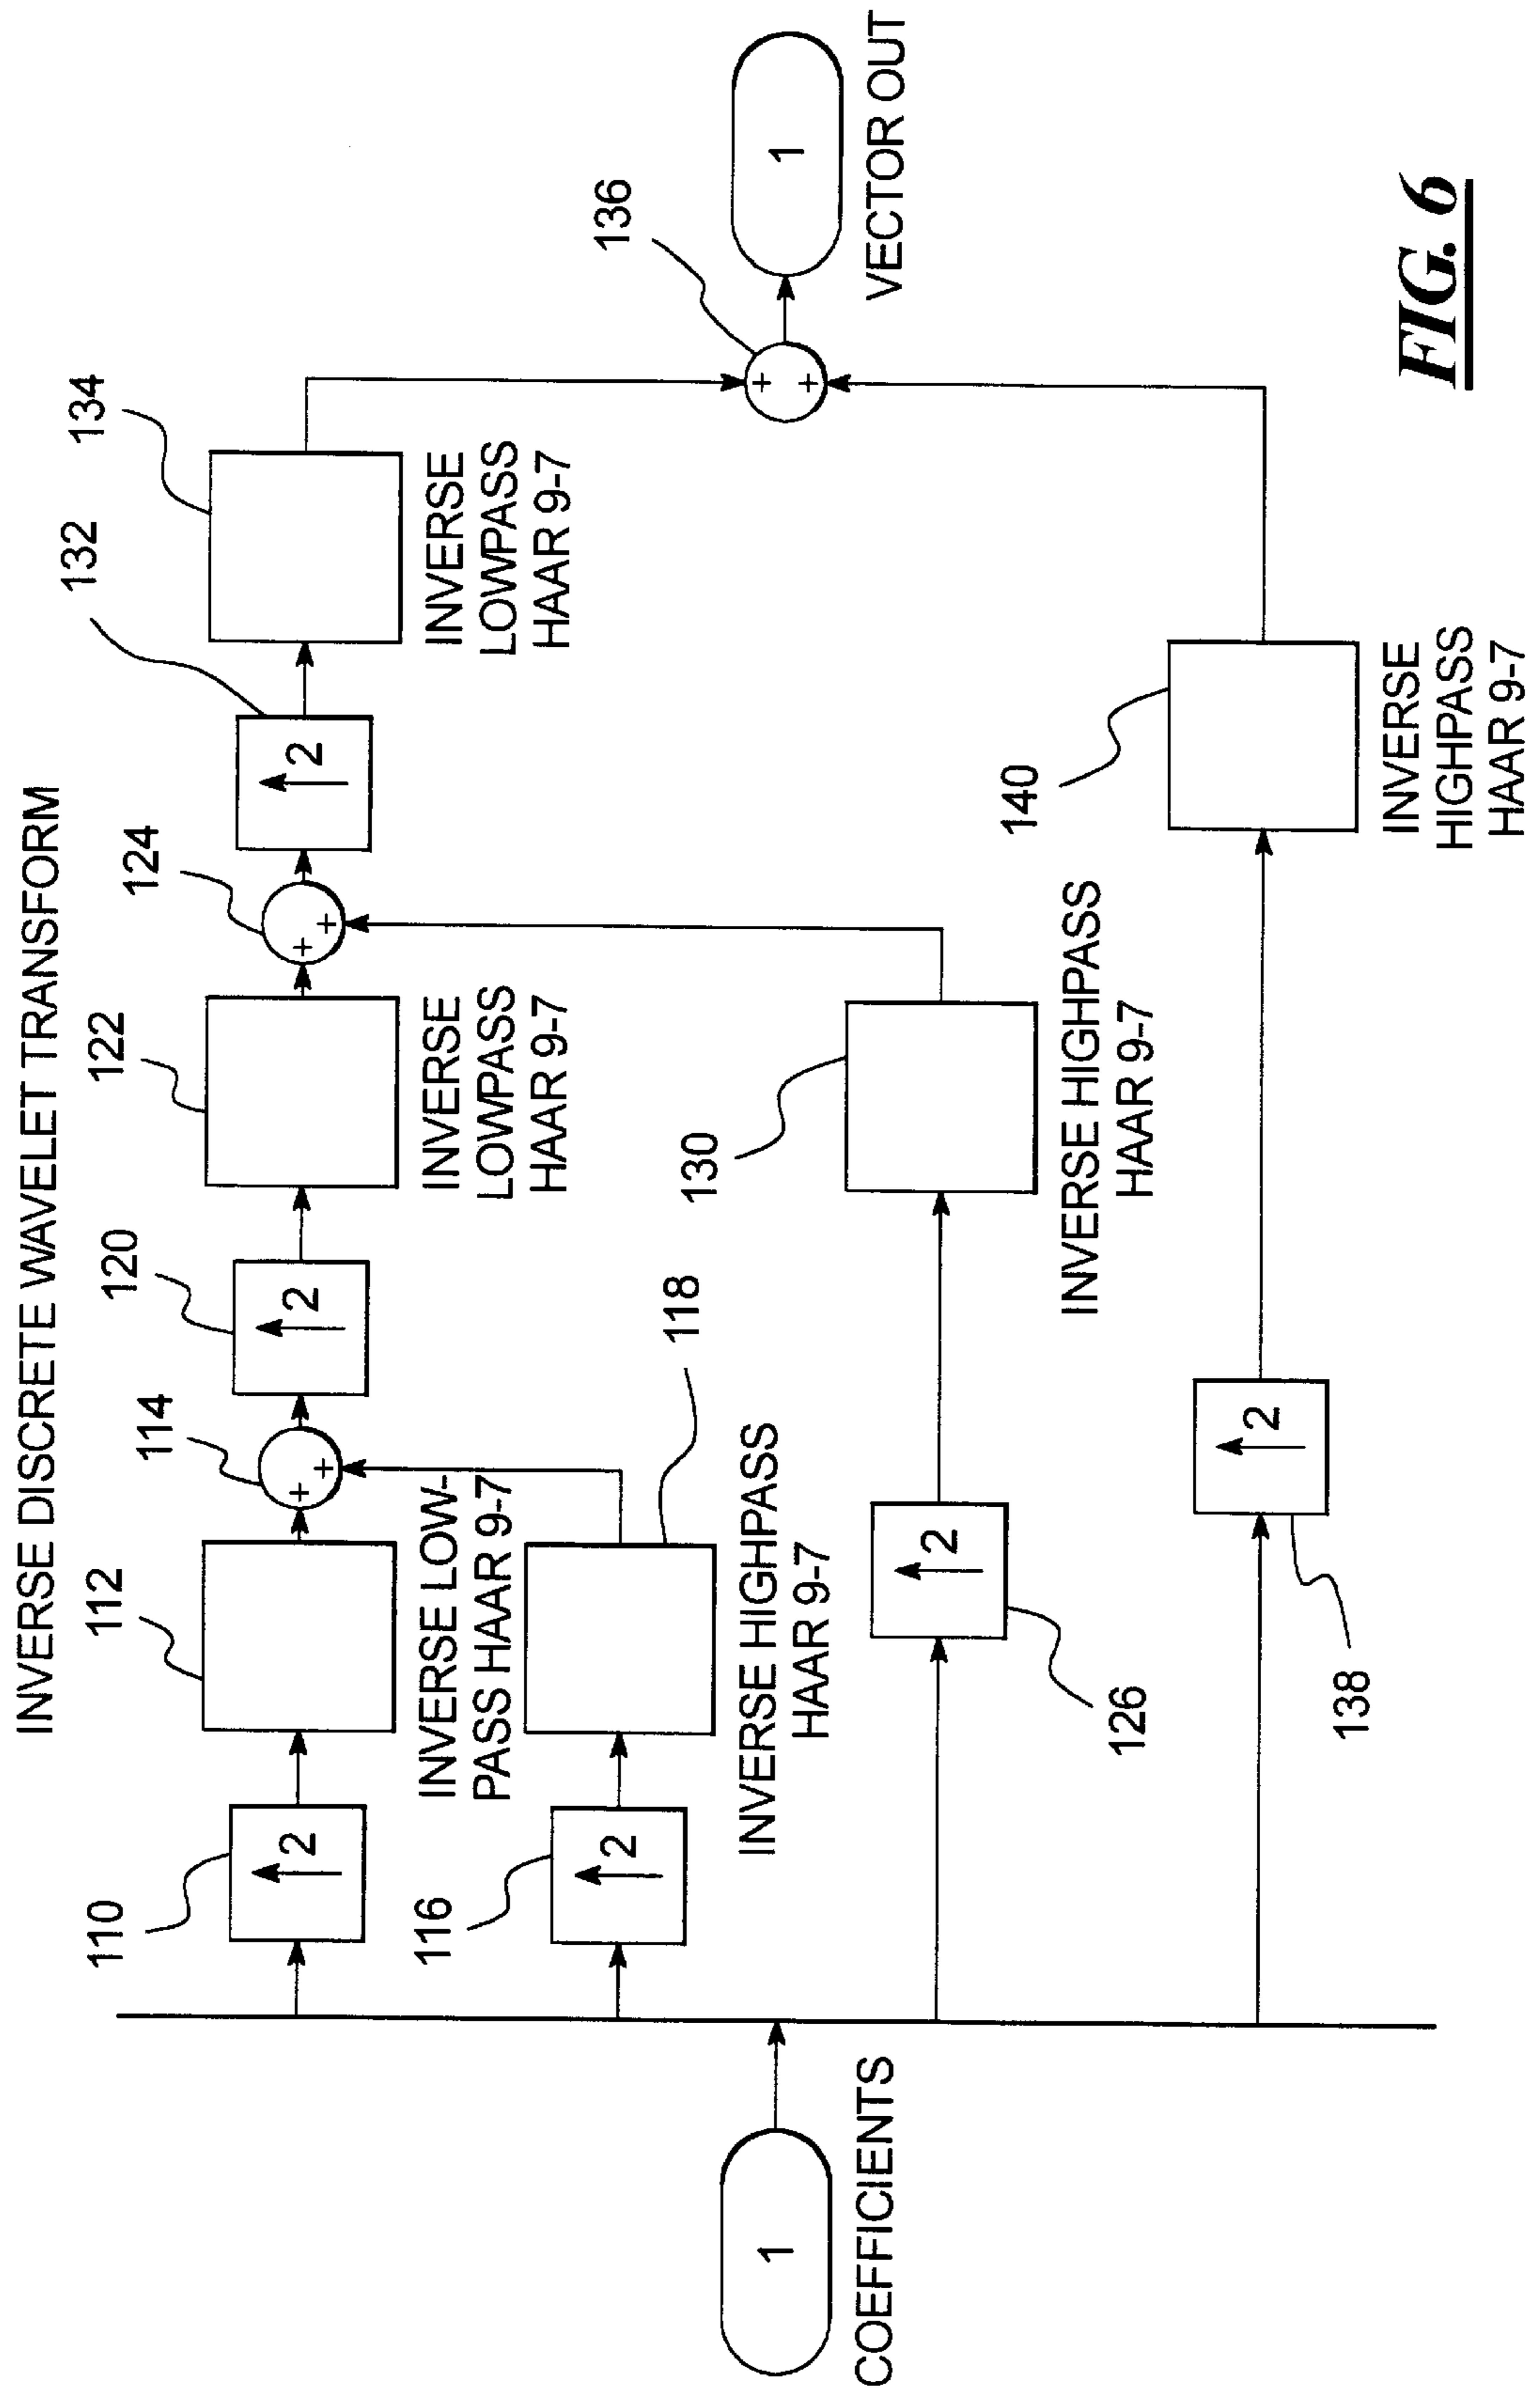 INVERSE DISCRETE WAVELET TRANSFORM
110
112
114
120
122
124
132
134
2
2
2
INVERSE LOW-
PASS HAAR 9-7
INVERSE
LOWPASS
HAAR 9-7
INVERSE
LOWPASS
HAAR 9-7
116
2
118
INVERSE HIGHPASS
HAAR 9-7
136
1
COEFFICIENTS
1
VECTOR OUT
126
2
130
INVERSE HIGHPASS
HAAR 9-7
138
2
140
INVERSE
HIGHPASS
HAAR 9-7
+
+
+
+
+
+
FIG. 6